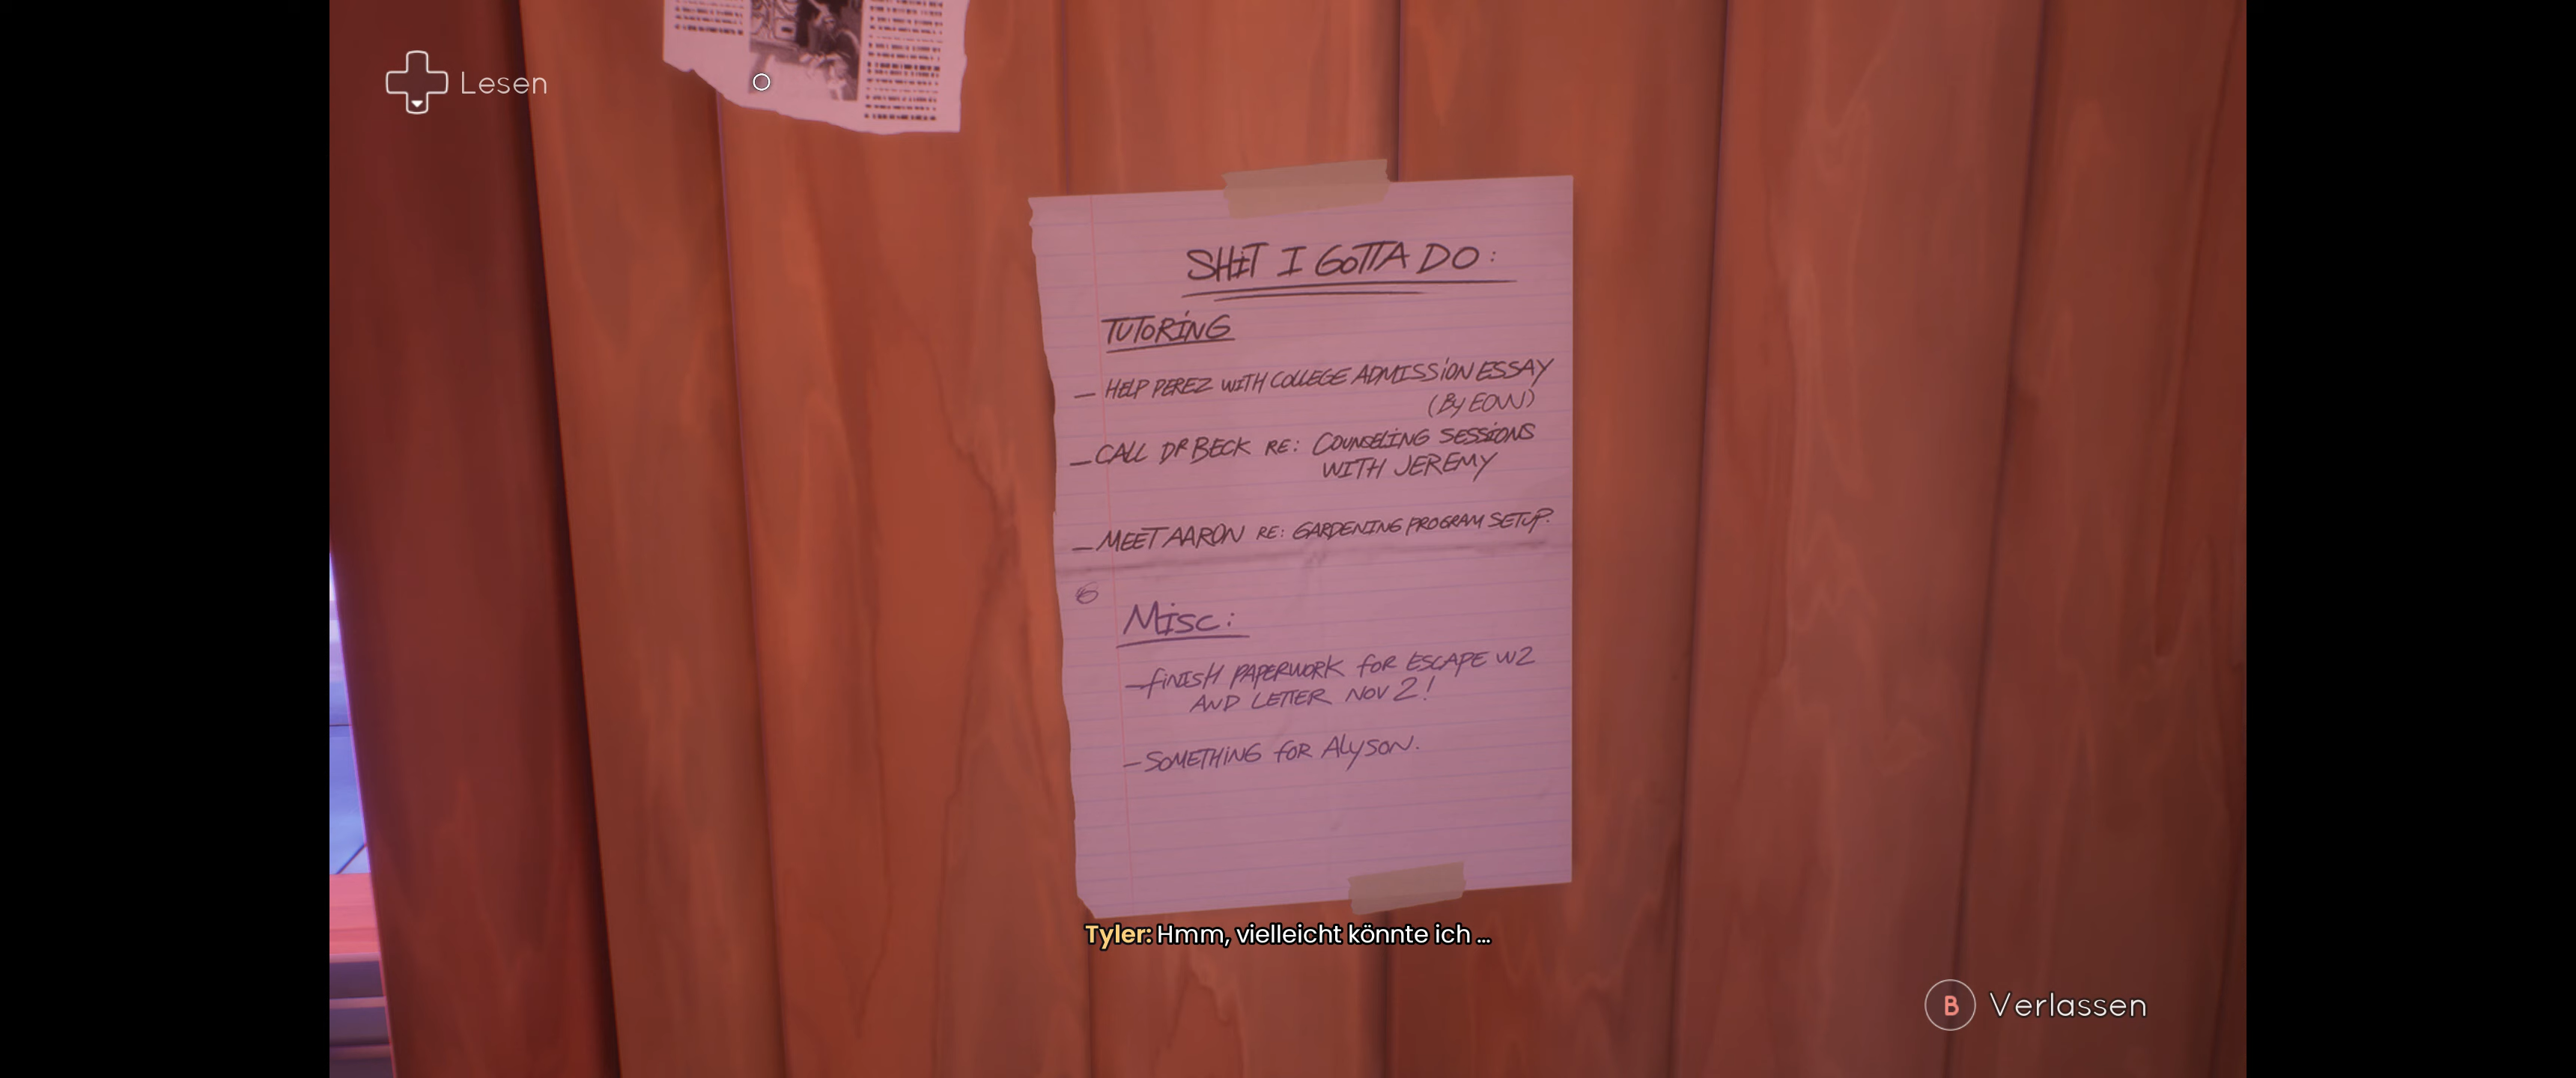 Lesen
SHIT I GOTTA DO:
TUTORING
— HELP PEREZ WITH COLLEGE ADMISSION ESSAY
(BY EOW)
— CALL DR BECK RE: COUNSELING SESSIONS
WITH JEREMY
— MEET AARON RE: GARDENING PROGRAM SETUP.
MISC:
— FINISH PAPERWORK FOR ESCAPE W2
AND LETTER NOV 2!
— SOMETHING FOR ALYSON.
Tyler: Hmm, vielleicht könnte ich ...
B Verlassen